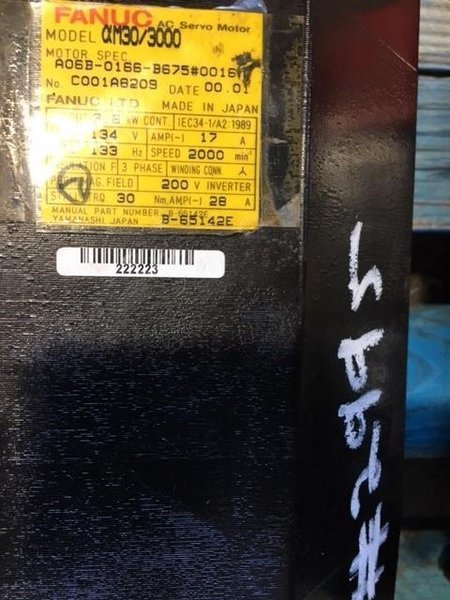 FANUC AC Servo Motor
MODEL αM30/3000
MOTOR SPEC.
A06B-0166-B675#0016
No. C001A8209 DATE 00.01
FANUC LTD MADE IN JAPAN
kW CONT. IEC34-1/A2:1989
134 V AMP(~) 17 A
133 Hz SPEED 2000 min⁻¹
F 3 PHASE WINDING CONN
FIELD 200 V INVERTER
30 Nm, AMP(~) 28 A
MANUAL PART NUMBER B-65142E
YAMANASHI JAPAN B-65142E
222223